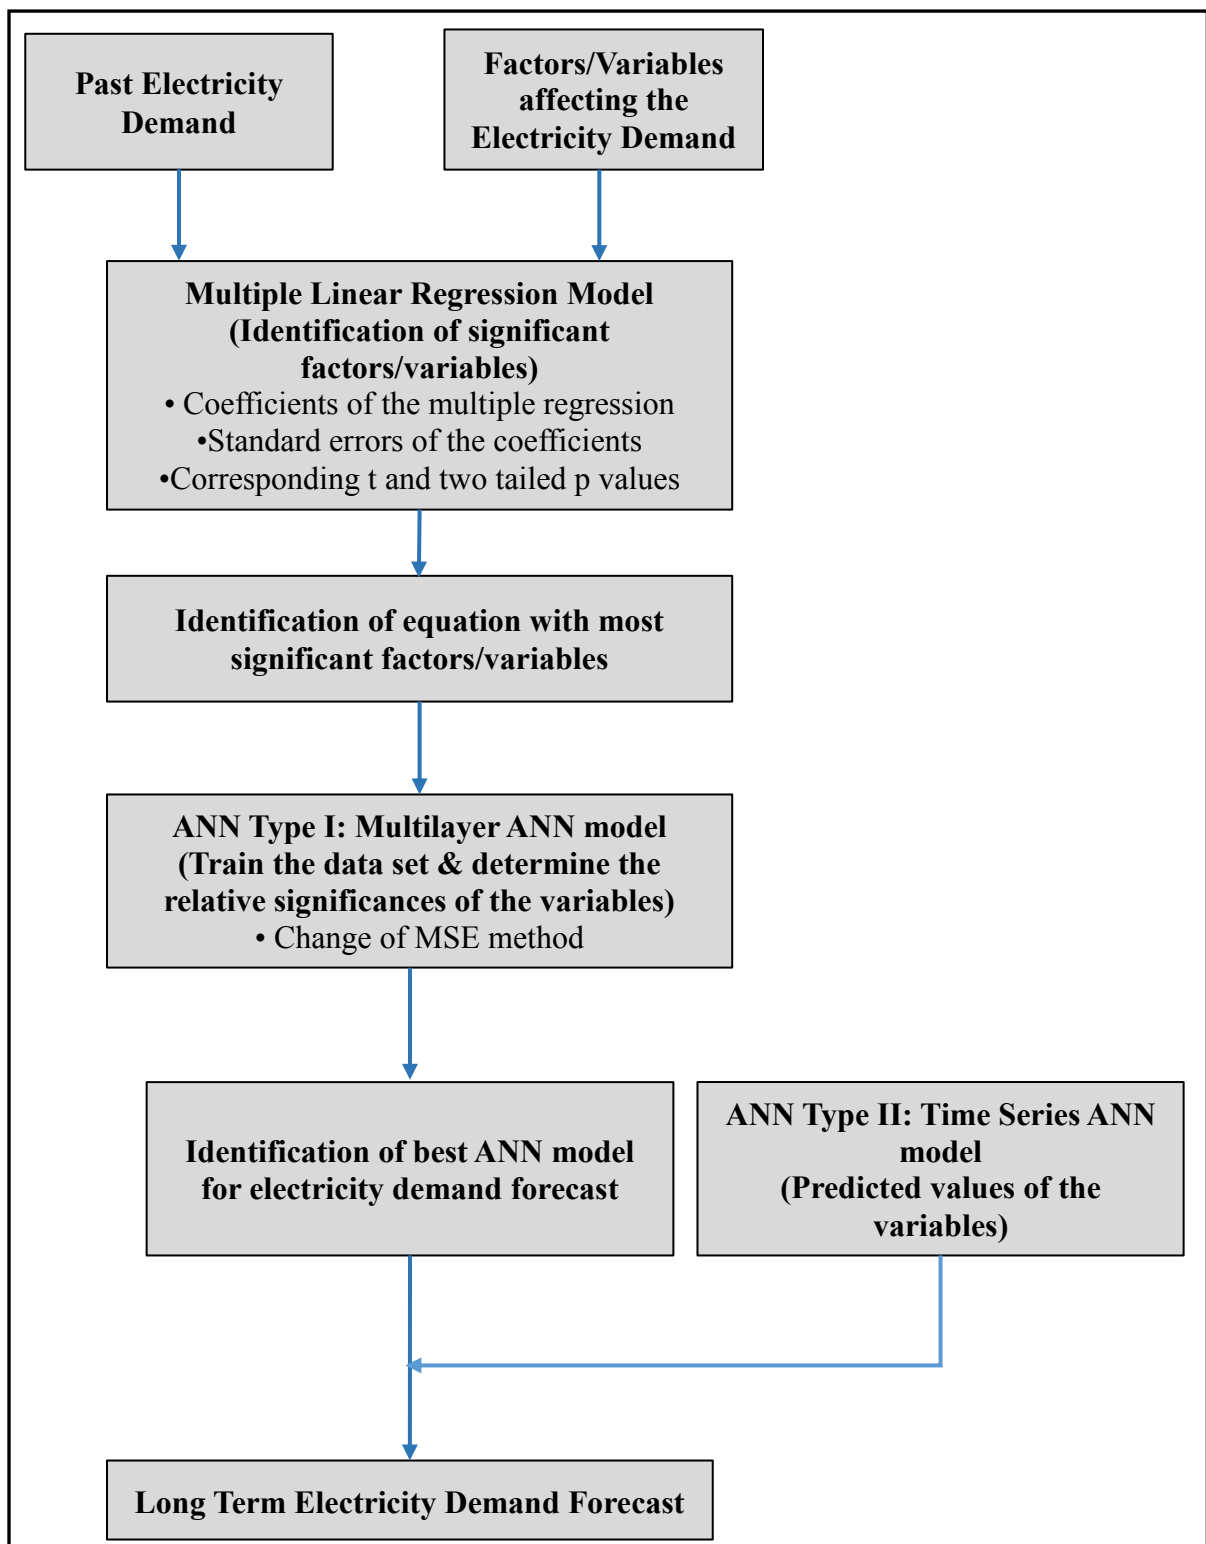 Past Electricity
Demand
Factors/Variables
affecting the
Electricity Demand
Multiple Linear Regression Model
(Identification of significant
factors/variables)
• Coefficients of the multiple regression
•Standard errors of the coefficients
•Corresponding t and two tailed p values
Identification of equation with most
significant factors/variables
ANN Type I: Multilayer ANN model
(Train the data set & determine the
relative significances of the variables)
• Change of MSE method
Identification of best ANN model
for electricity demand forecast
ANN Type II: Time Series ANN
model
(Predicted values of the
variables)
Long Term Electricity Demand Forecast